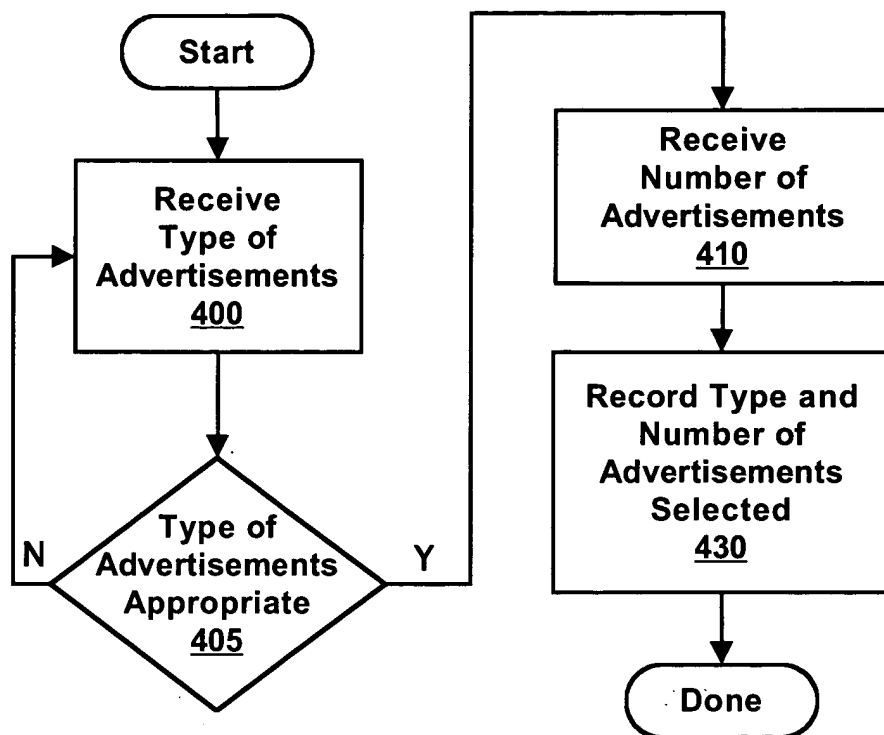 Start
Receive
Type of
Advertisements
400
Type of
Advertisements
Appropriate
405
N
Y
Receive
Number of
Advertisements
410
Record Type and
Number of
Advertisements
Selected
430
Done